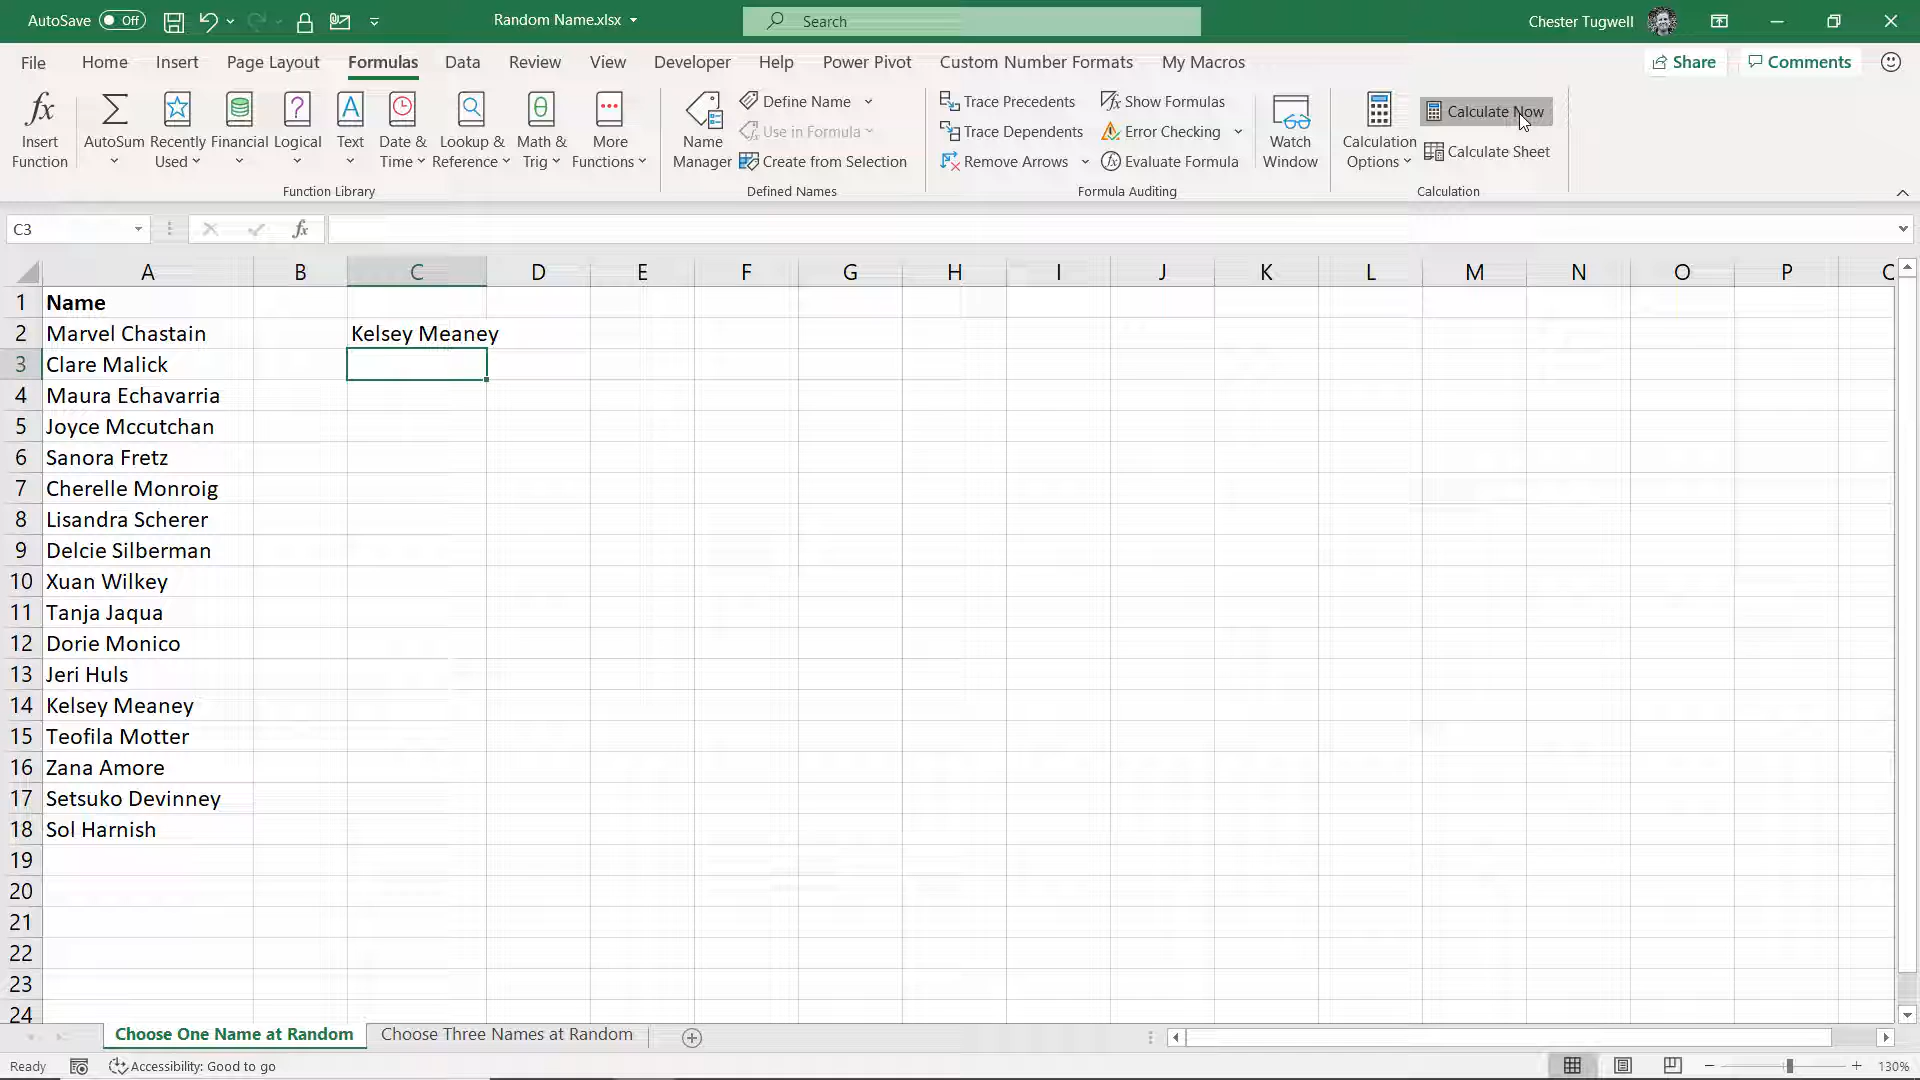 AutoSave Off Random Name.xlsx Search Chester Tugwell
File Home Insert Page Layout Formulas Data Review View Developer Help Power Pivot Custom Number Formats My Macros Share Comments
fx Insert Function
AutoSum
Recently Used
Financial
Logical
Text
Date & Time
Lookup & Reference
Math & Trig
More Functions
Function Library
Name Manager
Define Name
Use in Formula
Create from Selection
Defined Names
Trace Precedents
Trace Dependents
Remove Arrows
Show Formulas
Error Checking
Evaluate Formula
Formula Auditing
Watch Window
Calculation Options
Calculate Now
Calculate Sheet
Calculation
C3 fx
A B C D E F G H I J K L M N O P
1 Name
2 Marvel Chastain Kelsey Meaney
3 Clare Malick
4 Maura Echavarria
5 Joyce Mccutchan
6 Sanora Fretz
7 Cherelle Monroig
8 Lisandra Scherer
9 Delcie Silberman
10 Xuan Wilkey
11 Tanja Jaqua
12 Dorie Monico
13 Jeri Huls
14 Kelsey Meaney
15 Teofila Motter
16 Zana Amore
17 Setsuko Devinney
18 Sol Harnish
19
20
21
22
23
24
Choose One Name at Random Choose Three Names at Random
Ready Accessibility: Good to go 130%